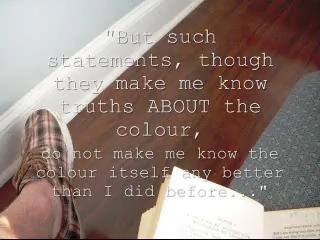 "But such
statements, though
they make me know
truths ABOUT the
colour,
do not make me know the
colour itself any better
than I did before..."